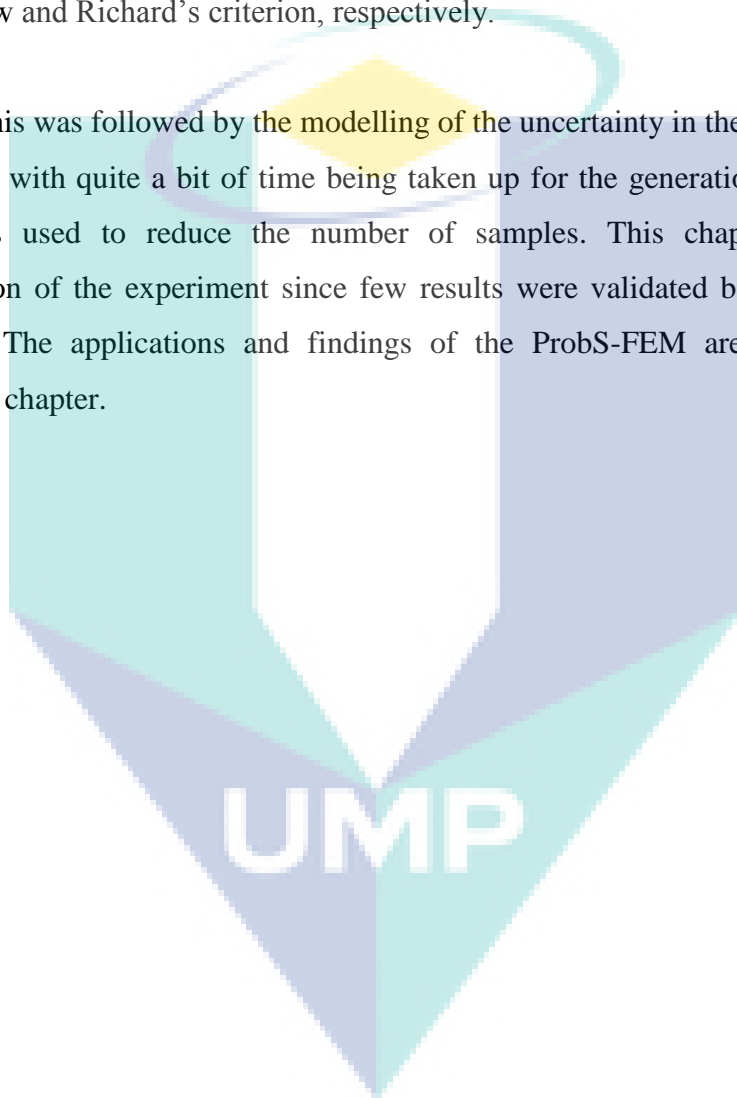 w and Richard’s criterion, respectively.
his was followed by the modelling of the uncertainty in the
with quite a bit of time being taken up for the generatio
s used to reduce the number of samples. This chap
on of the experiment since few results were validated b
The applications and findings of the ProbS-FEM are
chapter.
UMP